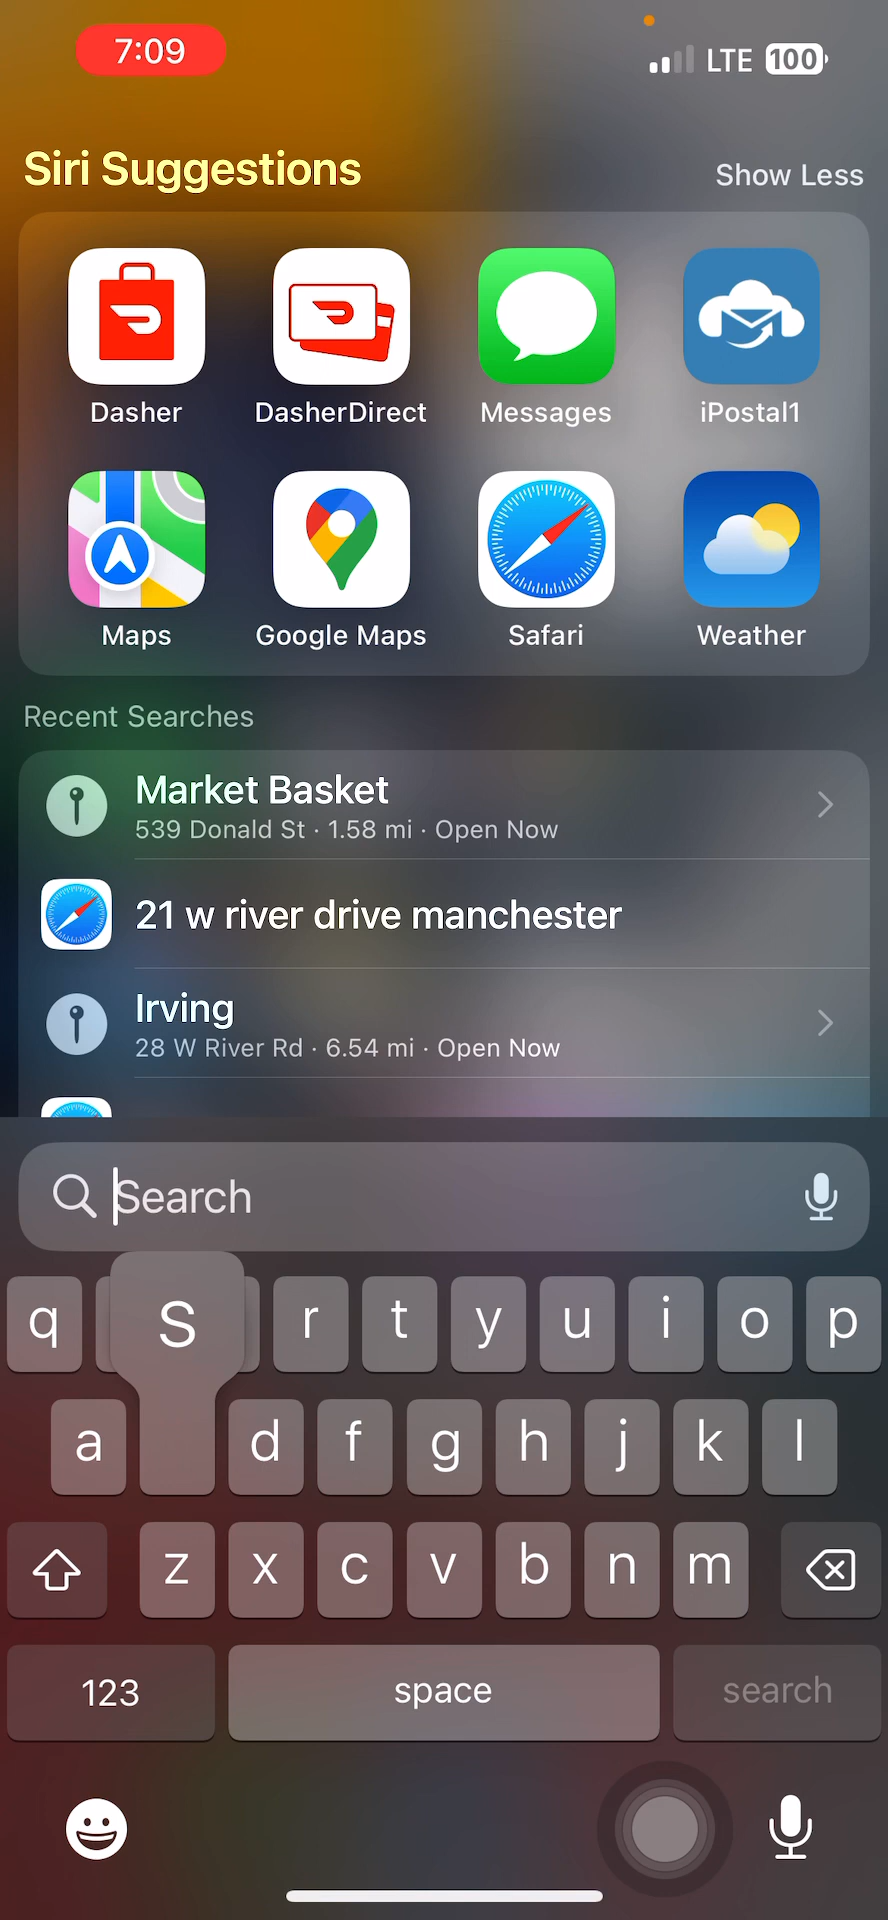 7:09
LTE 100
Siri Suggestions
Show Less
Dasher DasherDirect Messages iPostal1
Maps Google Maps Safari Weather
Recent Searches
Market Basket
539 Donald St · 1.58 mi · Open Now
21 w river drive manchester
Irving
28 W River Rd · 6.54 mi · Open Now
Search
q s r t y u i o p
a d f g h j k l
z x c v b n m
123 space search